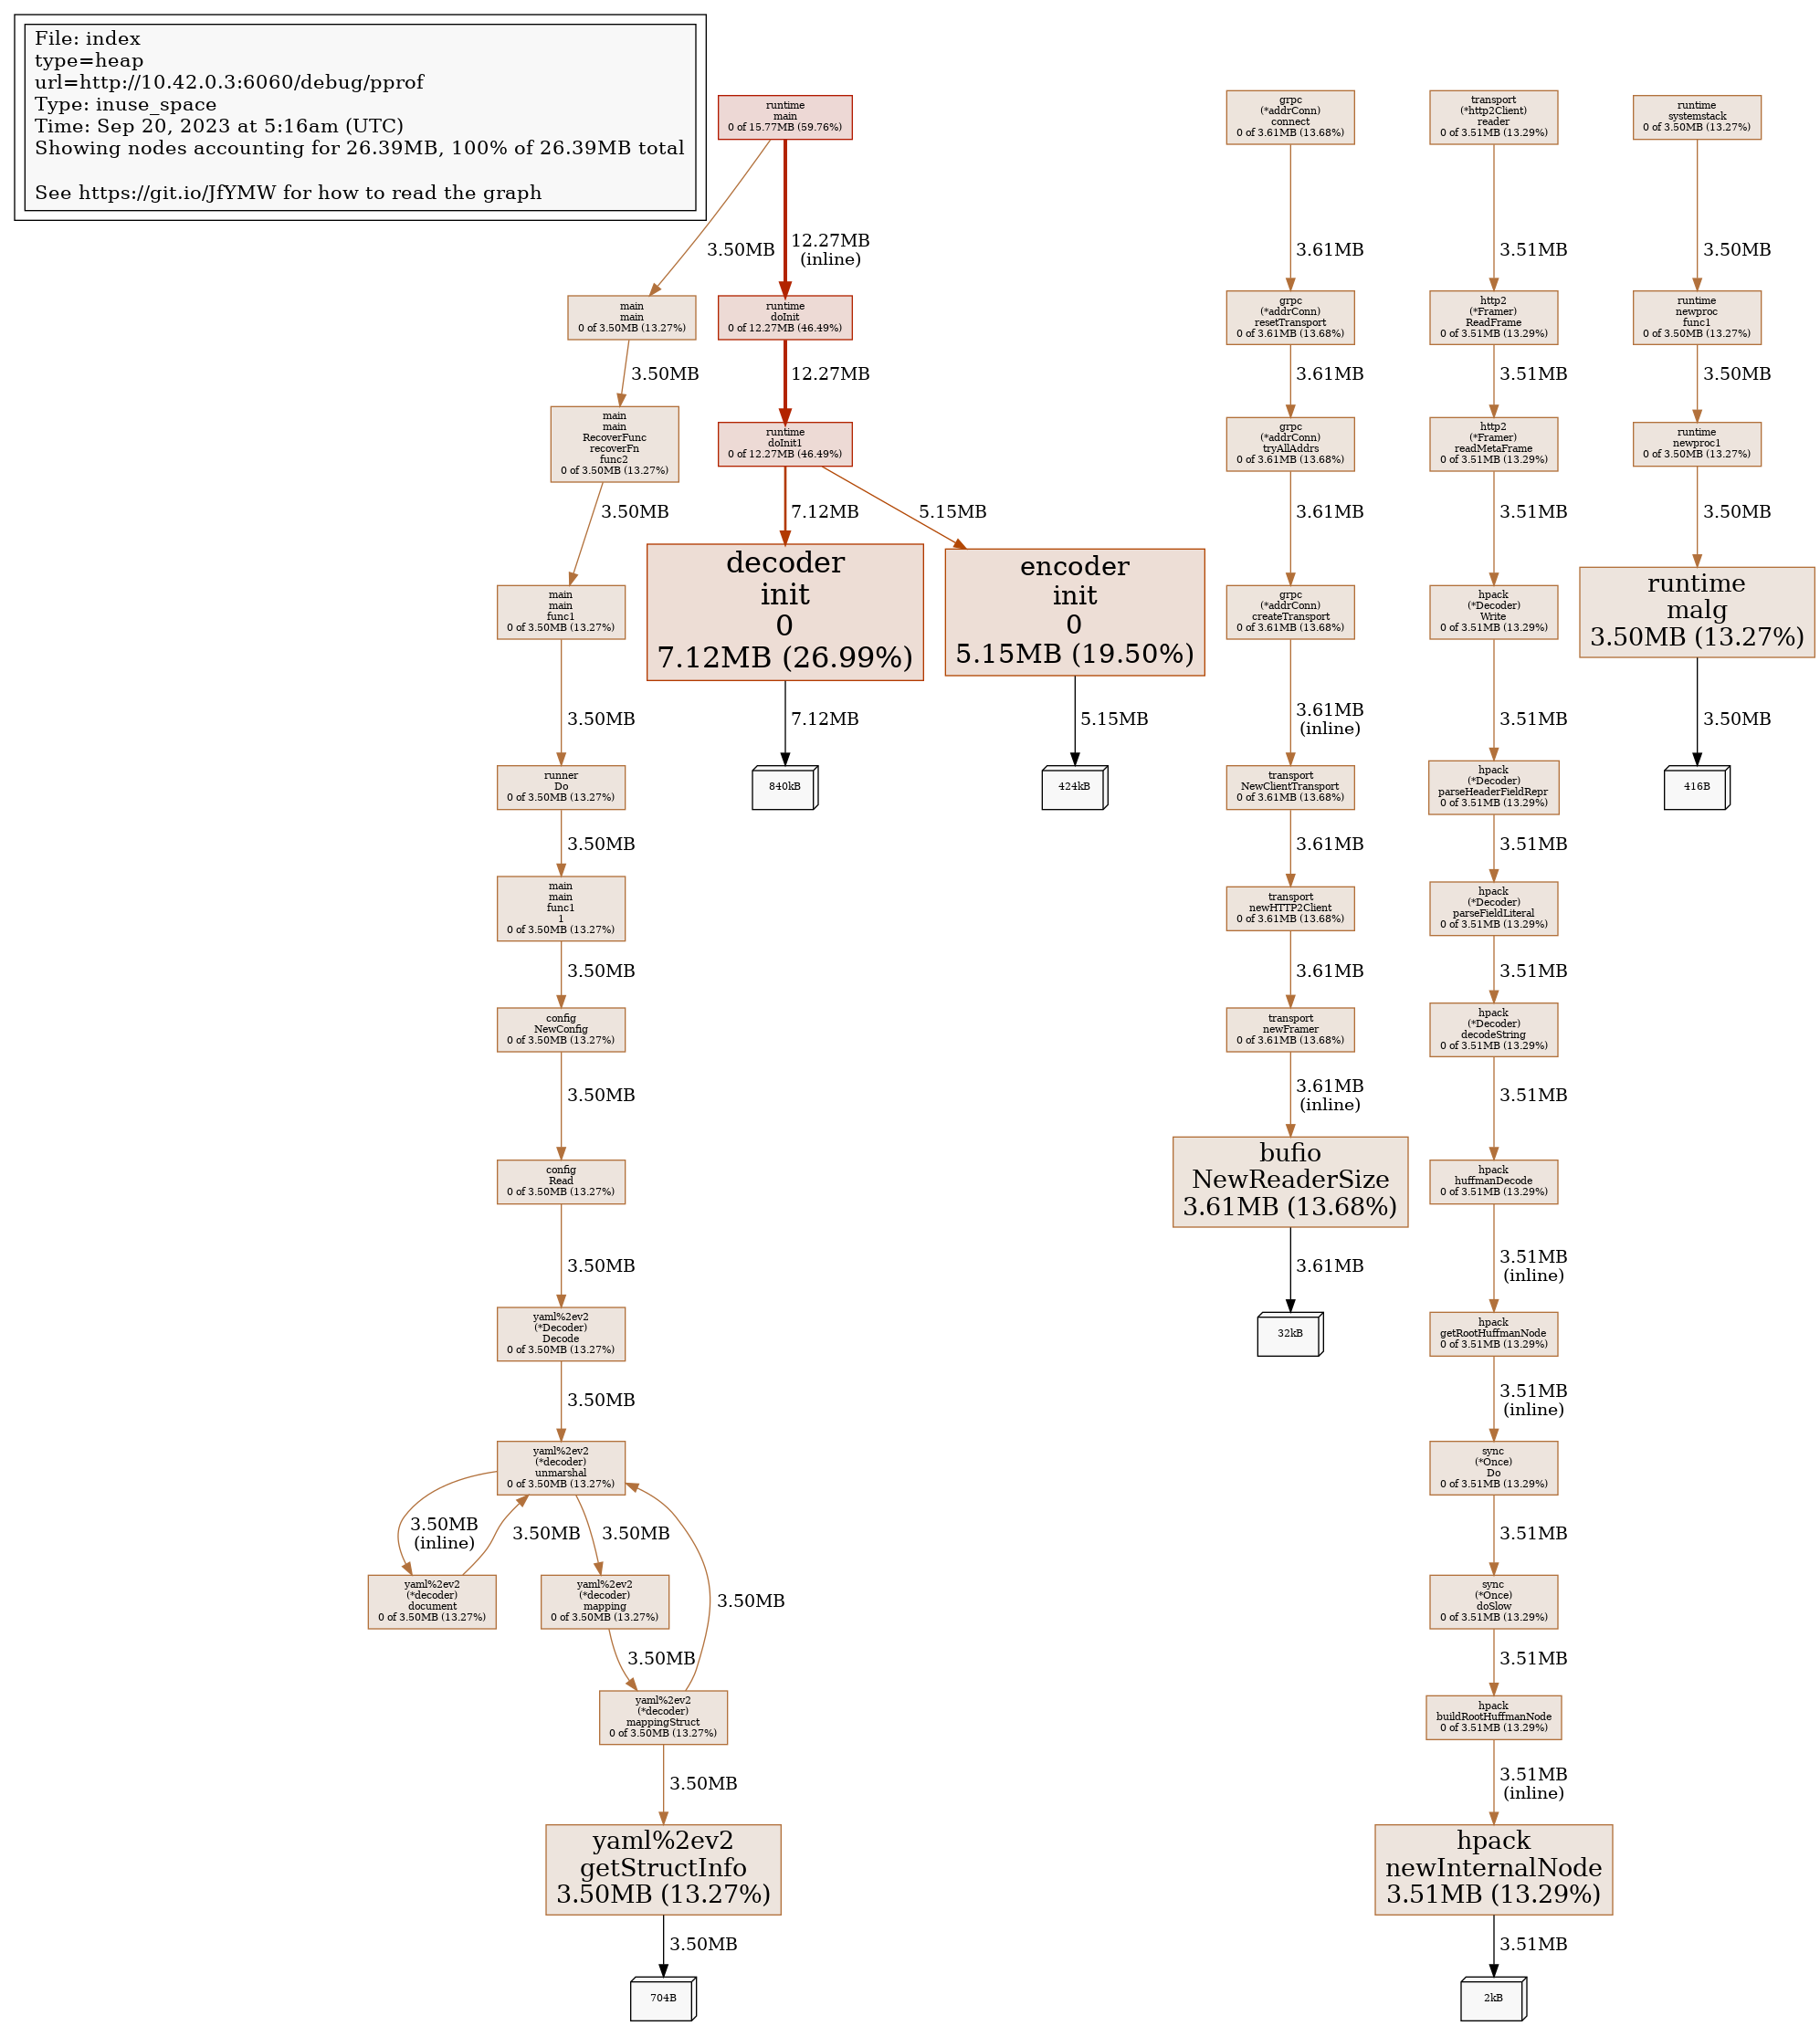 File: index
type=heap
url=http://10.42.0.3:6060/debug/pprof
Type: inuse_space
Time: Sep 20, 2023 at 5:16am (UTC)
Showing nodes accounting for 26.39MB, 100% of 26.39MB total
See https://git.io/JfYMW for how to read the graph
runtime
main
0 of 15.77MB (59.76%)
3.50MB
12.27MB
(inline)
main
main
0 of 3.50MB (13.27%)
3.50MB
main
main
RecoverFunc
recoverFn
func2
0 of 3.50MB (13.27%)
3.50MB
main
main
func1
0 of 3.50MB (13.27%)
3.50MB
runner
Do
0 of 3.50MB (13.27%)
3.50MB
main
main
func1
1
0 of 3.50MB (13.27%)
3.50MB
config
NewConfig
0 of 3.50MB (13.27%)
3.50MB
config
Read
0 of 3.50MB (13.27%)
3.50MB
yaml%2ev2
(*Decoder)
Decode
0 of 3.50MB (13.27%)
3.50MB
yaml%2ev2
(*decoder)
unmarshal
0 of 3.50MB (13.27%)
3.50MB
(inline)
3.50MB
3.50MB
3.50MB
yaml%2ev2
(*decoder)
document
0 of 3.50MB (13.27%)
yaml%2ev2
(*decoder)
mapping
0 of 3.50MB (13.27%)
3.50MB
yaml%2ev2
(*decoder)
mappingStruct
0 of 3.50MB (13.27%)
3.50MB
yaml%2ev2
getStructInfo
3.50MB (13.27%)
3.50MB
704B
runtime
doInit
0 of 12.27MB (46.49%)
12.27MB
runtime
doInit1
0 of 12.27MB (46.49%)
7.12MB
5.15MB
decoder
init
0
7.12MB (26.99%)
7.12MB
840kB
encoder
init
0
5.15MB (19.50%)
5.15MB
424kB
grpc
(*addrConn)
connect
0 of 3.61MB (13.68%)
3.61MB
grpc
(*addrConn)
resetTransport
0 of 3.61MB (13.68%)
3.61MB
grpc
(*addrConn)
tryAllAddrs
0 of 3.61MB (13.68%)
3.61MB
grpc
(*addrConn)
createTransport
0 of 3.61MB (13.68%)
3.61MB
(inline)
transport
NewClientTransport
0 of 3.61MB (13.68%)
3.61MB
transport
newHTTP2Client
0 of 3.61MB (13.68%)
3.61MB
transport
newFramer
0 of 3.61MB (13.68%)
3.61MB
(inline)
bufio
NewReaderSize
3.61MB (13.68%)
3.61MB
32kB
transport
(*http2Client)
reader
0 of 3.51MB (13.29%)
3.51MB
http2
(*Framer)
ReadFrame
0 of 3.51MB (13.29%)
3.51MB
http2
(*Framer)
readMetaFrame
0 of 3.51MB (13.29%)
3.51MB
hpack
(*Decoder)
Write
0 of 3.51MB (13.29%)
3.51MB
hpack
(*Decoder)
parseHeaderFieldRepr
0 of 3.51MB (13.29%)
3.51MB
hpack
(*Decoder)
parseFieldLiteral
0 of 3.51MB (13.29%)
3.51MB
hpack
(*Decoder)
decodeString
0 of 3.51MB (13.29%)
3.51MB
hpack
huffmanDecode
0 of 3.51MB (13.29%)
3.51MB
(inline)
hpack
getRootHuffmanNode
0 of 3.51MB (13.29%)
3.51MB
(inline)
sync
(*Once)
Do
0 of 3.51MB (13.29%)
3.51MB
sync
(*Once)
doSlow
0 of 3.51MB (13.29%)
3.51MB
hpack
buildRootHuffmanNode
0 of 3.51MB (13.29%)
3.51MB
(inline)
hpack
newInternalNode
3.51MB (13.29%)
3.51MB
2kB
runtime
systemstack
0 of 3.50MB (13.27%)
3.50MB
runtime
newproc
func1
0 of 3.50MB (13.27%)
3.50MB
runtime
newproc1
0 of 3.50MB (13.27%)
3.50MB
runtime
malg
3.50MB (13.27%)
3.50MB
416B